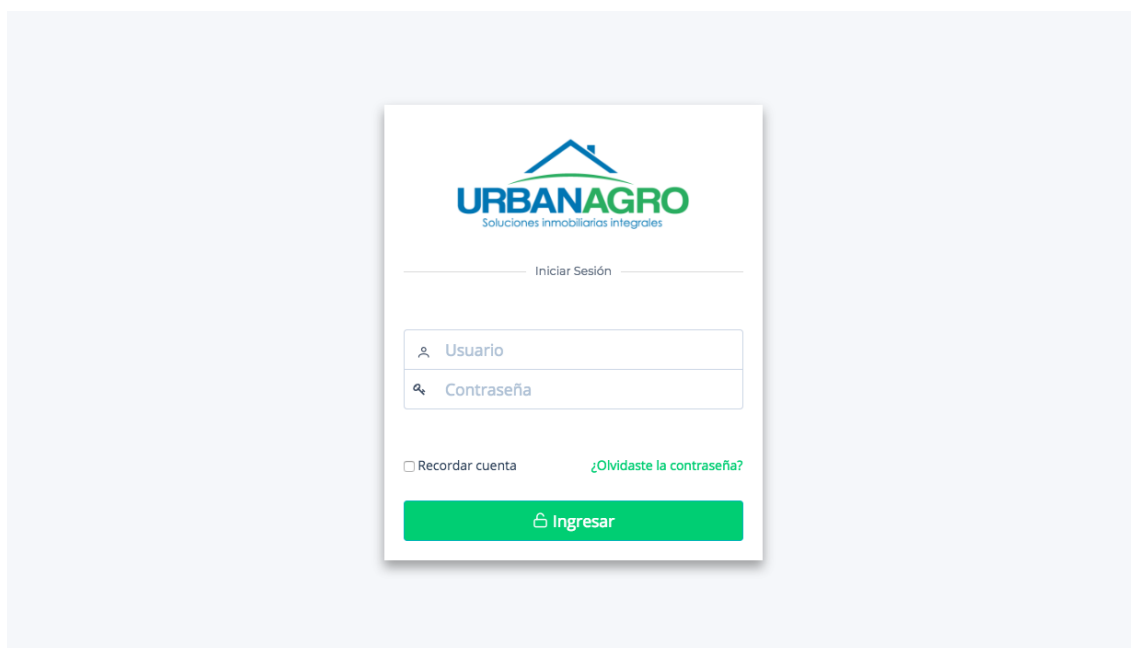 URBANAGRO
Soluciones inmobiliarias integrales
Iniciar Sesión
Usuario
Contraseña
Recordar cuenta ¿Olvidaste la contraseña?
Ingresar